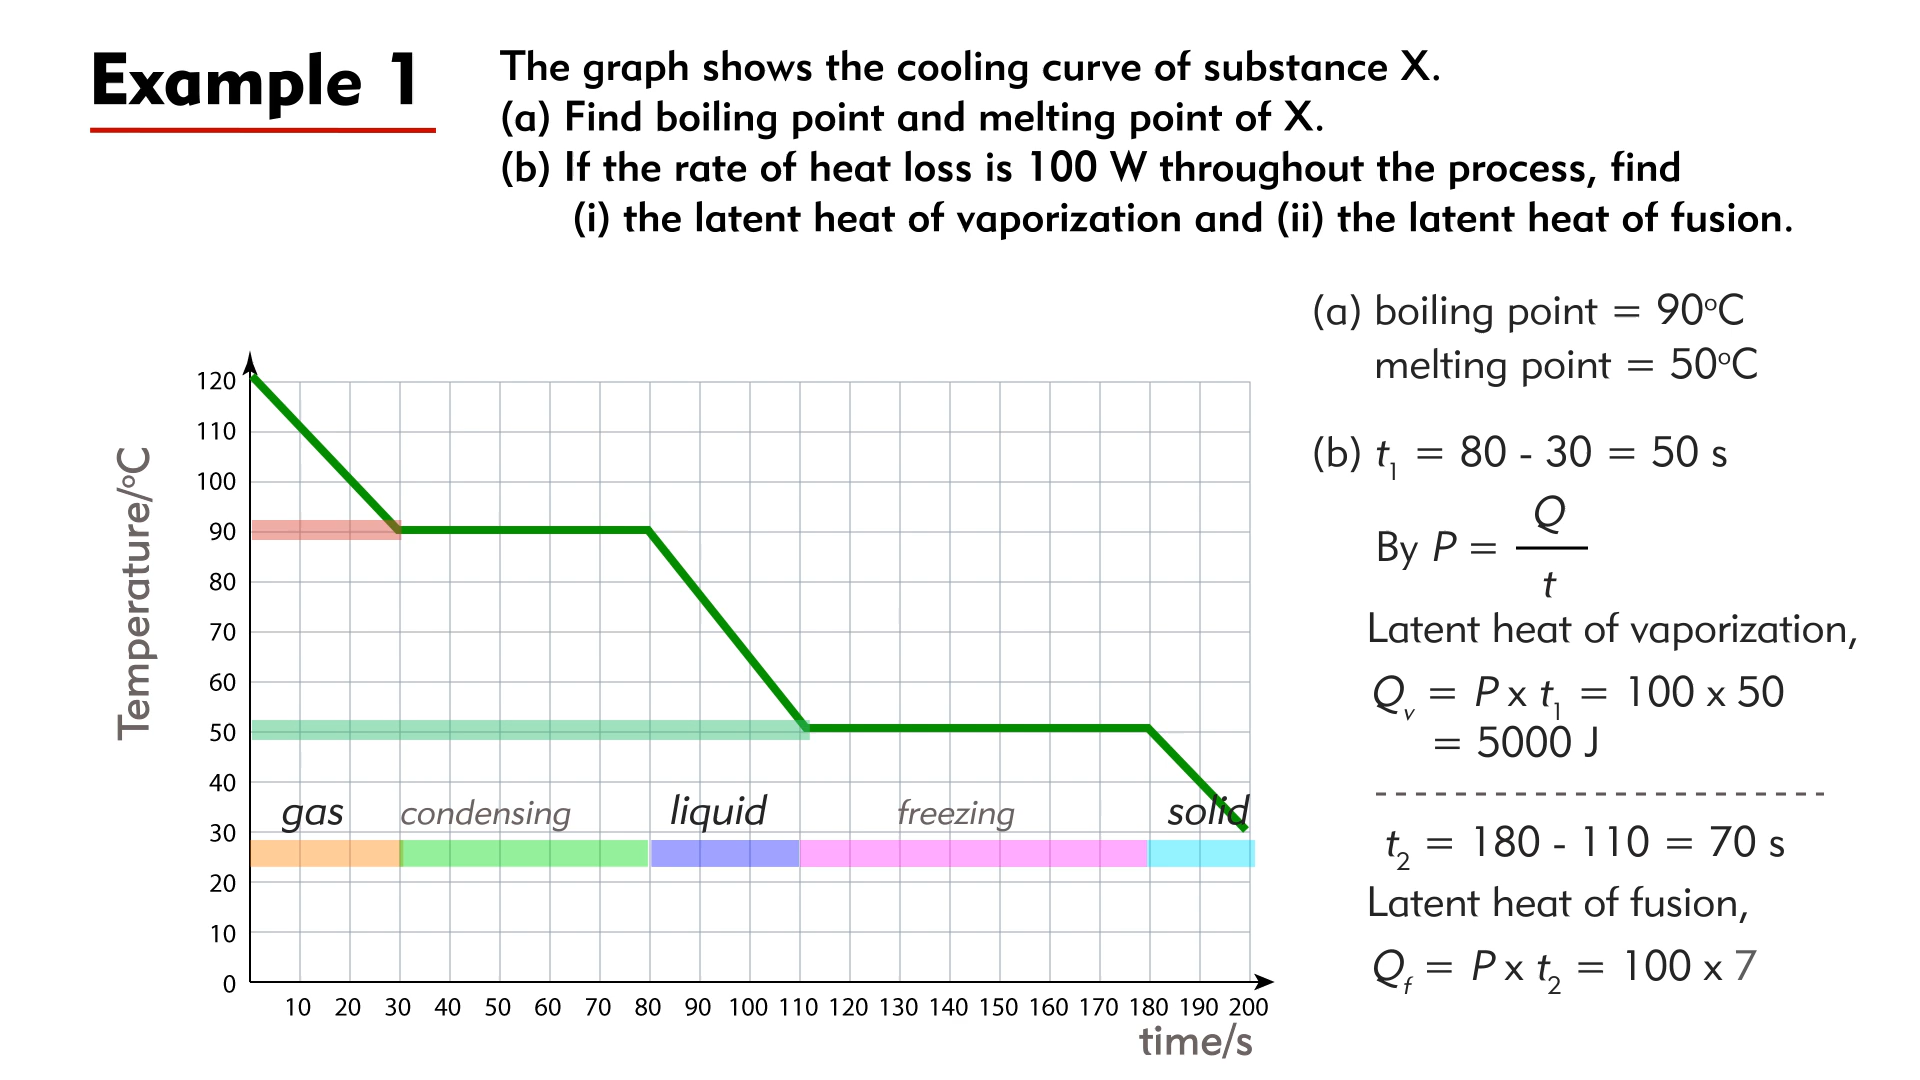 Example 1
The graph shows the cooling curve of substance X.
(a) Find boiling point and melting point of X.
(b) If the rate of heat loss is 100 W throughout the process, find
(i) the latent heat of vaporization and (ii) the latent heat of fusion.
Temperature/°C
120
110
100
90
80
70
60
50
40
30
20
10
0
gas condensing liquid freezing solid
10 20 30 40 50 60 70 80 90 100 110 120 130 140 150 160 170 180 190 200
time/s
(a) boiling point = 90°C
melting point = 50°C
(b) t₁ = 80 - 30 = 50 s
By P = Q
t
Latent heat of vaporization,
Qᵥ = P x t₁ = 100 x 50
= 5000 J
t₂ = 180 - 110 = 70 s
Latent heat of fusion,
Q_f = P x t₂ = 100 x 7